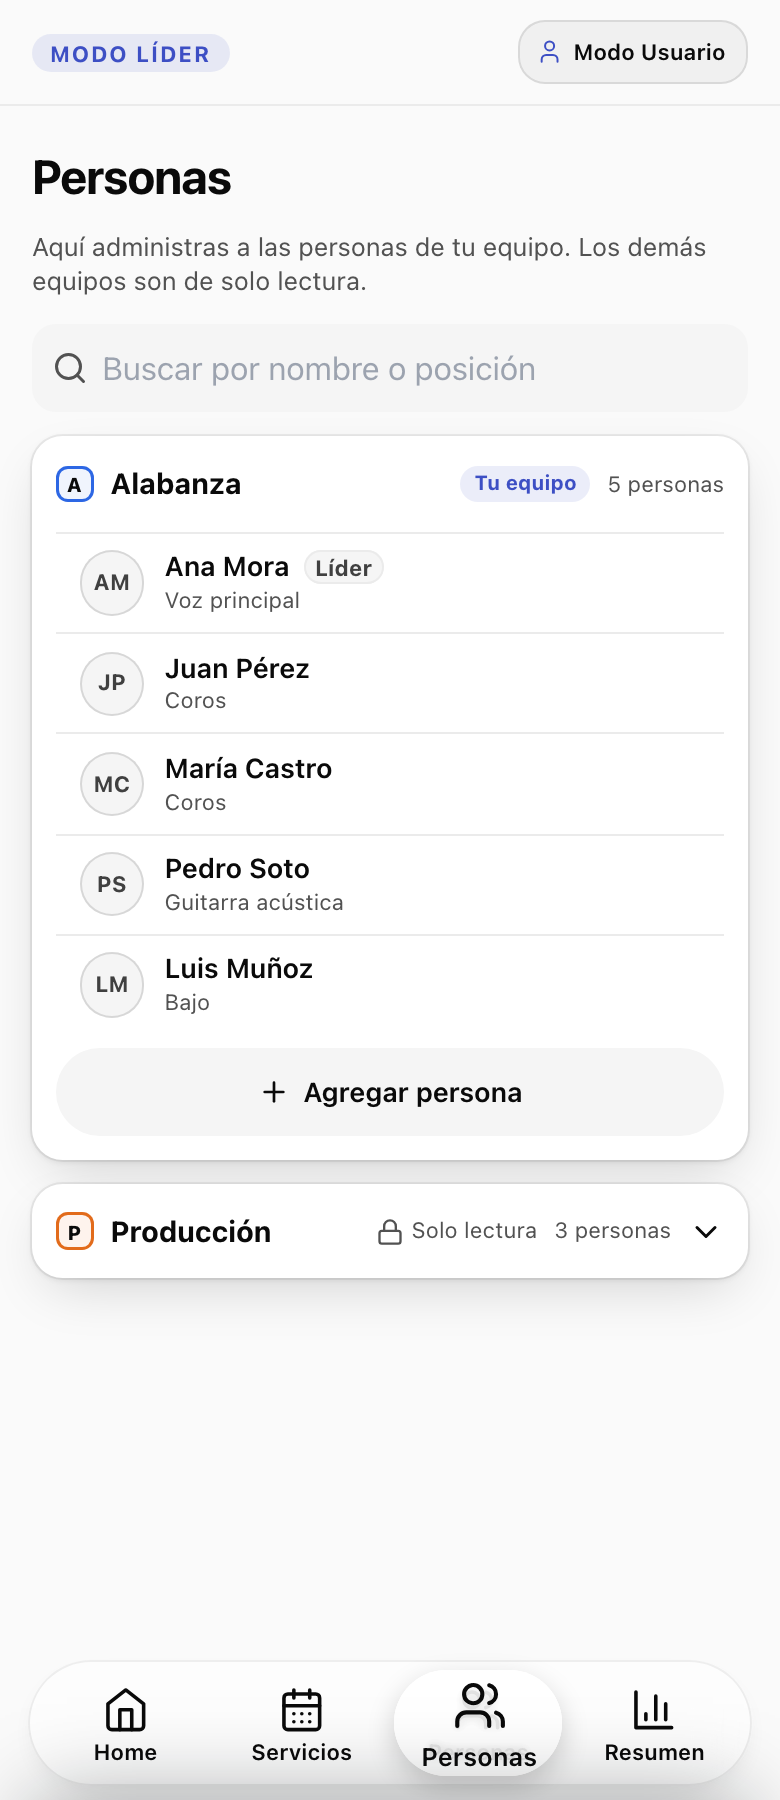 MODO LÍDER
Modo Usuario
Personas
Aquí administras a las personas de tu equipo. Los demás
equipos son de solo lectura.
Buscar por nombre o posición
A Alabanza Tu equipo 5 personas
AM Ana Mora Líder
Voz principal
JP Juan Pérez
Coros
MC María Castro
Coros
PS Pedro Soto
Guitarra acústica
LM Luis Muñoz
Bajo
+ Agregar persona
P Producción Solo lectura 3 personas
Home Servicios Personas Resumen